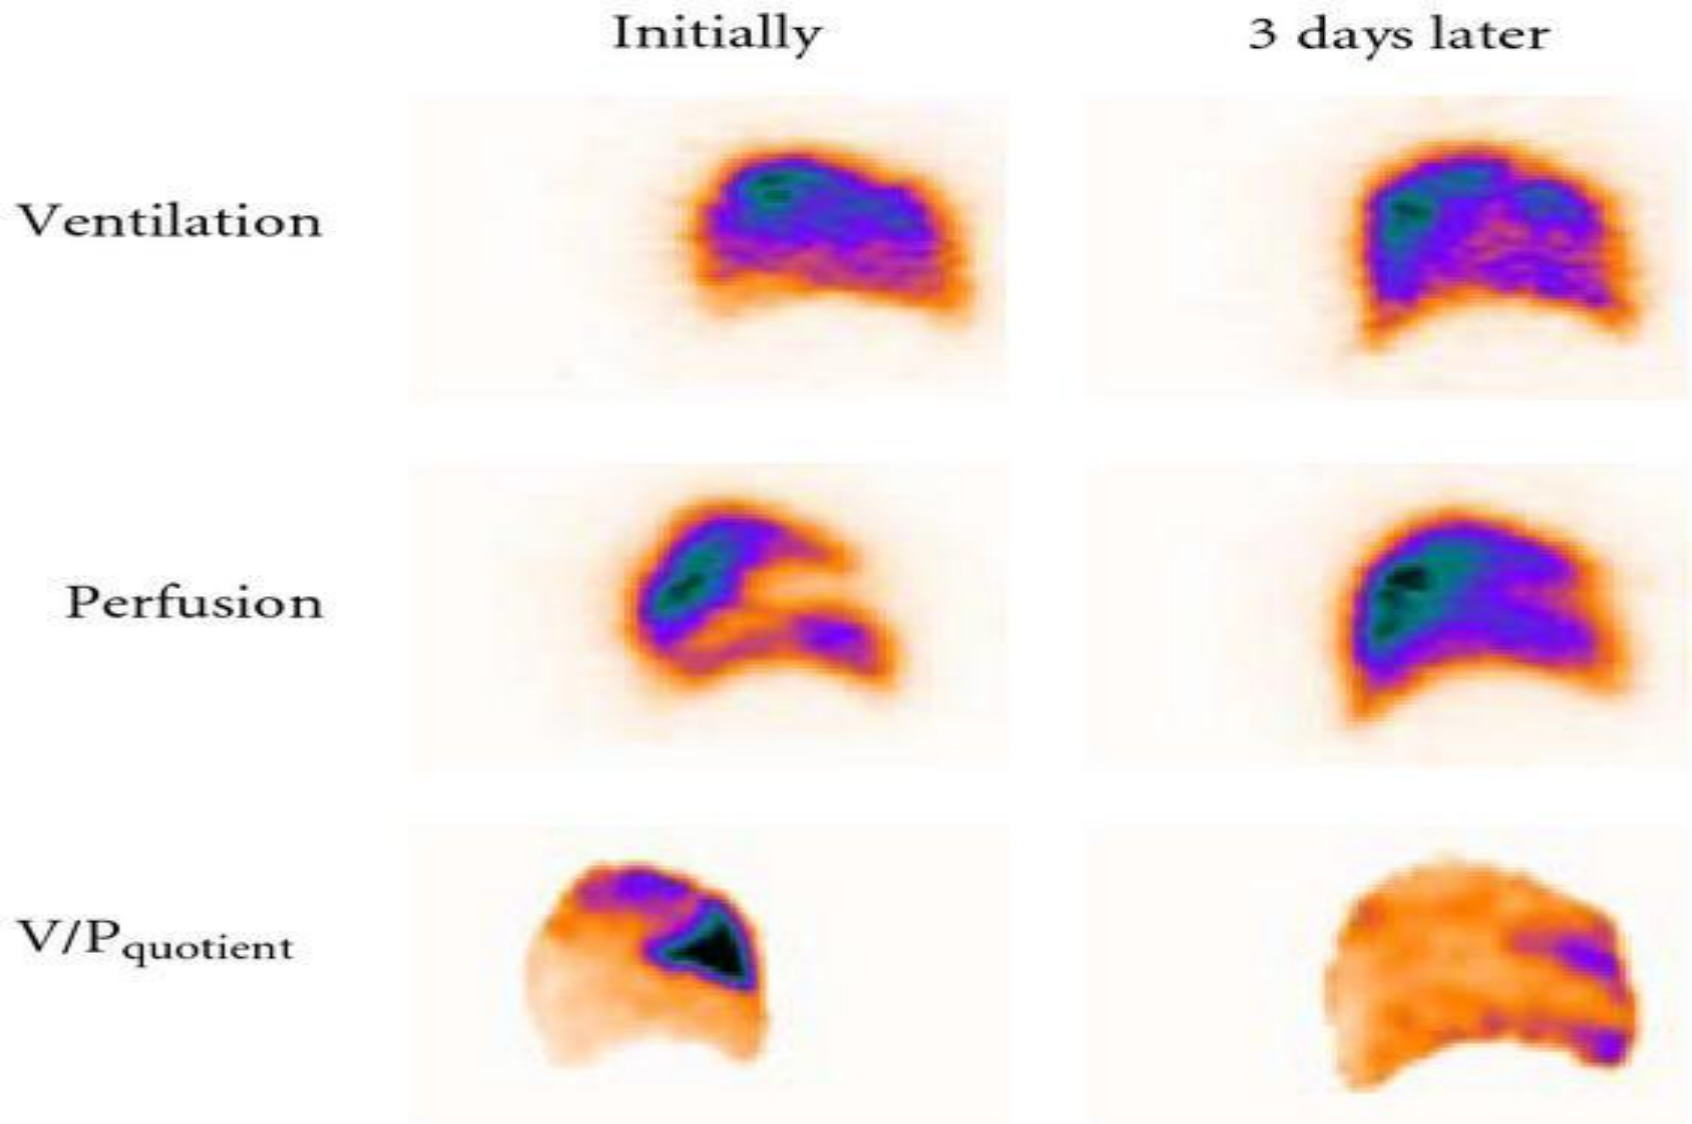 Initially 3 days later
Ventilation
Perfusion
V/Pquotient